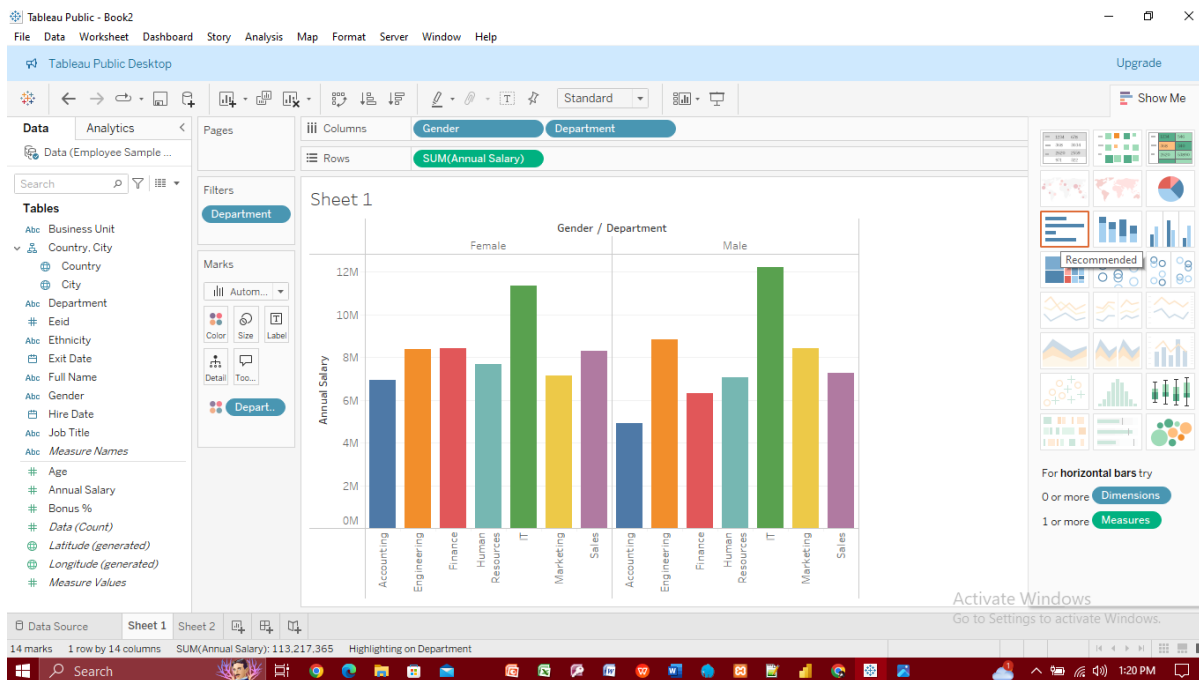 Tableau Public - Book2
File Data Worksheet Dashboard Story Analysis Map Format Server Window Help
Tableau Public Desktop Upgrade
Standard Show Me
Data Analytics
Data (Employee Sample ...
Search
Tables
Abc Business Unit
Country, City
Country
City
Abc Department
# Eeid
Abc Ethnicity
Exit Date
Abc Full Name
Abc Gender
Hire Date
Abc Job Title
Abc Measure Names
# Age
# Annual Salary
# Bonus %
# Data (Count)
Latitude (generated)
Longitude (generated)
# Measure Values
Pages
Filters
Department
Marks
Autom...
Color Size Label
Detail Too...
Depart..
Columns Gender Department
Rows SUM(Annual Salary)
Sheet 1
Gender / Department
Female Male
Annual Salary
12M
10M
8M
6M
4M
2M
0M
Accounting Engineering Finance Human Resources IT Marketing Sales Accounting Engineering Finance Human Resources IT Marketing Sales
Recommended
For horizontal bars try
0 or more Dimensions
1 or more Measures
Activate Windows
Go to Settings to activate Windows.
Data Source Sheet 1 Sheet 2
14 marks 1 row by 14 columns SUM(Annual Salary): 113.217.365 Highlighting on Department
Search 1:20 PM